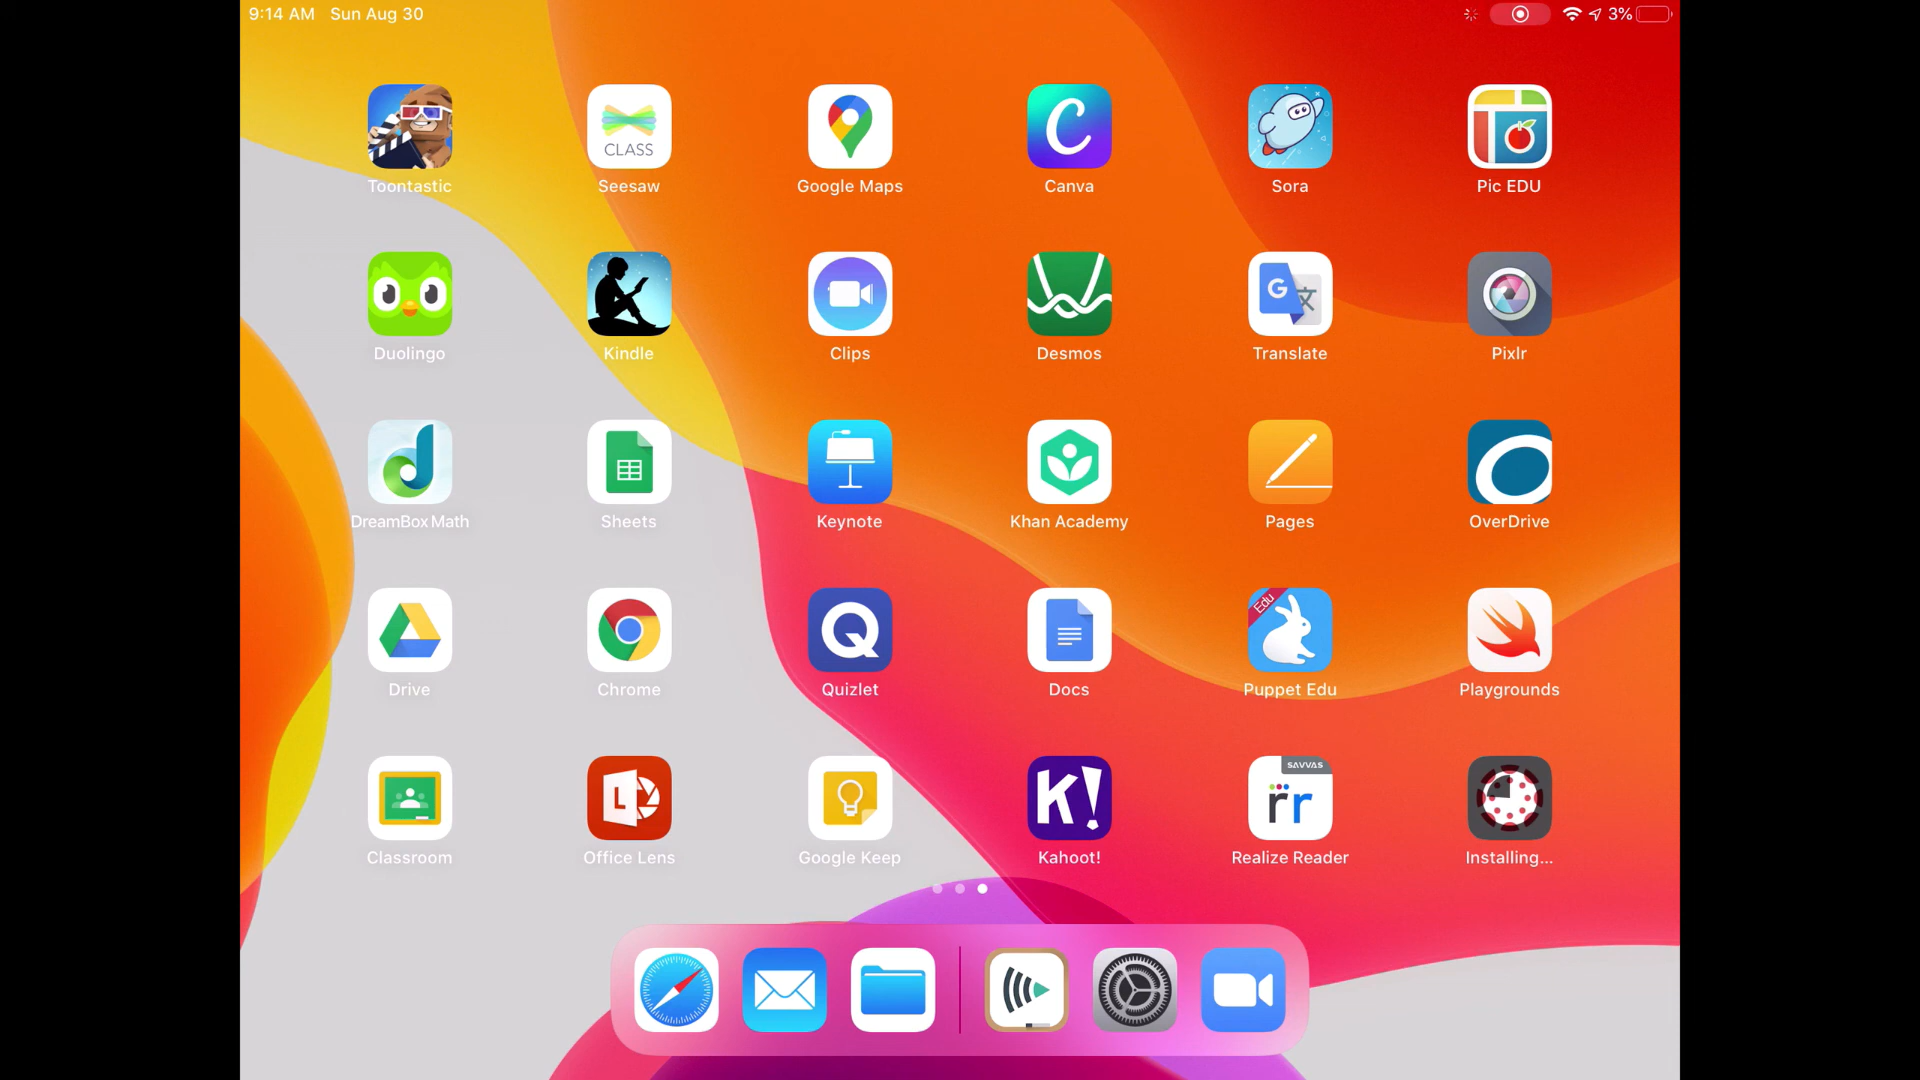 9:14 AM Sun Aug 30 3%
Toontastic CLASS Seesaw Google Maps Canva Sora Pic EDU
Duolingo Kindle Clips Desmos Translate Pixlr
DreamBox Math Sheets Keynote Khan Academy Pages OverDrive
Edu
Drive Chrome Quizlet Docs Puppet Edu Playgrounds
K! SAVVAS rr
Classroom Office Lens Google Keep Kahoot! Realize Reader Installing...